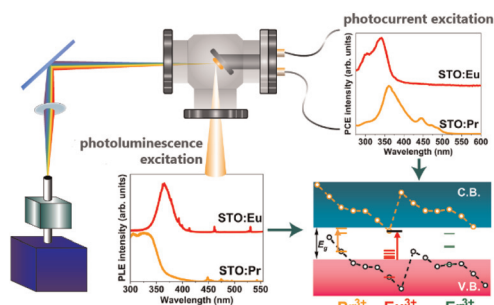 photocurrent excitation
PCE intensity (arb. units)
STO:Eu
STO:Pr
300 350 400 450 500 550 600
Wavelength (nm)
photoluminescence
excitation
PLE intensity (arb. units)
STO:Eu
STO:Pr
300 350 400 450 500 550
Wavelength (nm)
C.B.
Eg
V.B.